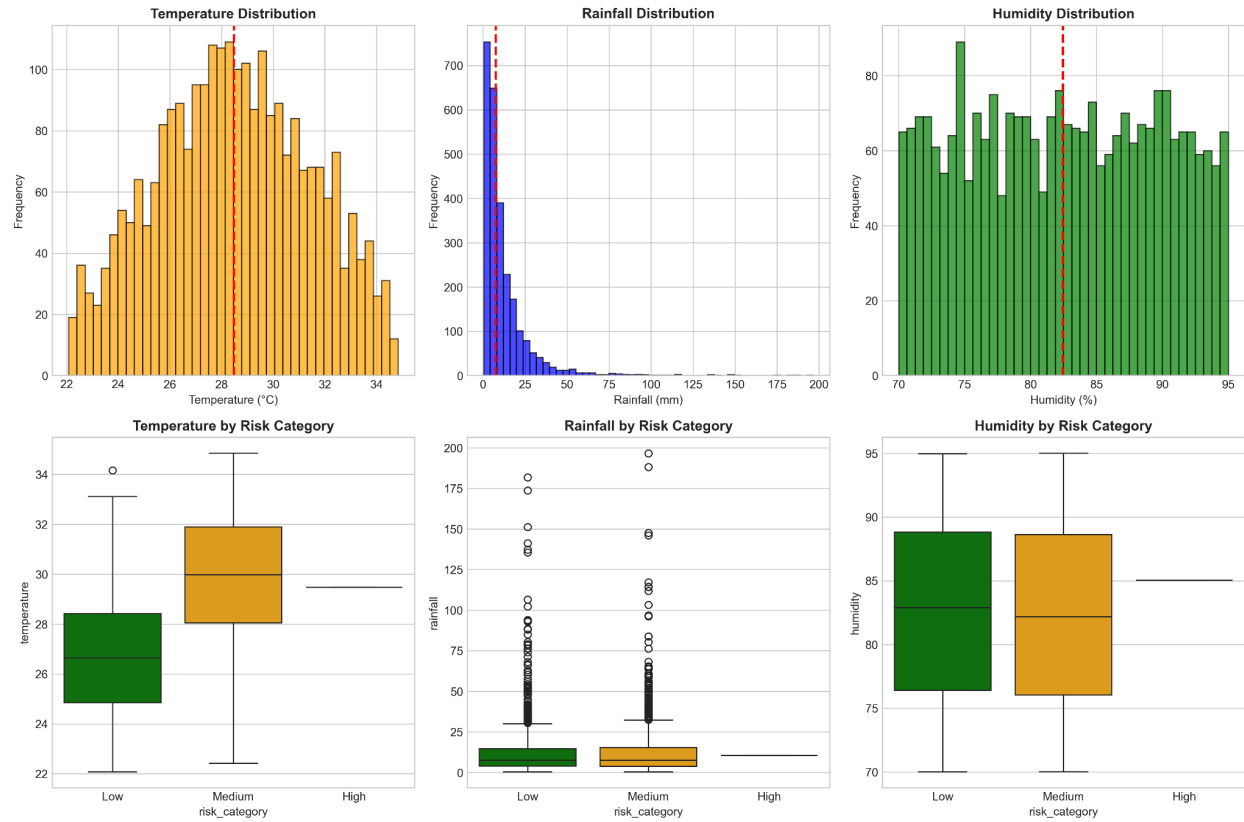 Temperature Distribution
Frequency
100
80
60
40
20
0
22 24 26 28 30 32 34
Temperature (°C)
Rainfall Distribution
Frequency
700
600
500
400
300
200
100
0
0 25 50 75 100 125 150 175 200
Rainfall (mm)
Humidity Distribution
Frequency
80
60
40
20
0
70 75 80 85 90 95
Humidity (%)
Temperature by Risk Category
temperature
34
32
30
28
26
24
22
Low Medium High
risk_category
Rainfall by Risk Category
rainfall
200
175
150
125
100
75
50
25
0
Low Medium High
risk_category
Humidity by Risk Category
humidity
95
90
85
80
75
70
Low Medium High
risk_category